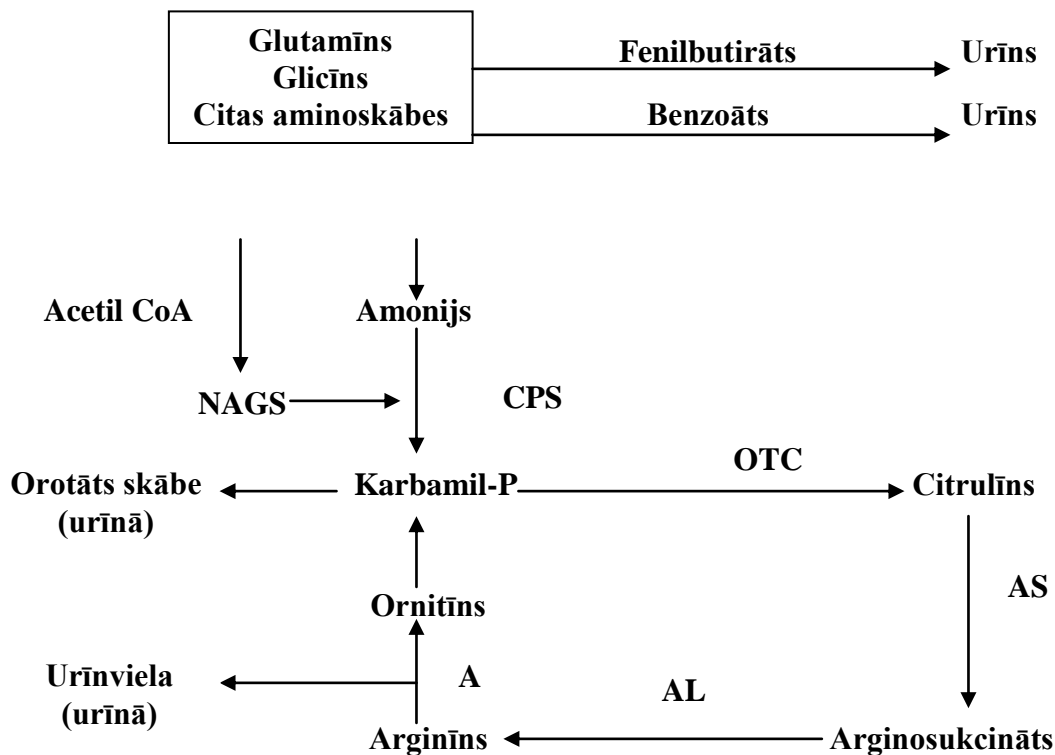 Glutamīns
Glicīns
Citas aminoskābes
Fenilbutirāts
Urīns
Benzoāts
Urīns
Acetil CoA
Amonijs
NAGS
CPS
OTC
Orotāts skābe
(urīnā)
Karbamil-P
Citrulīns
AS
Ornitīns
Urīnviela
(urīnā)
A
AL
Arginīns
Arginosukcināts